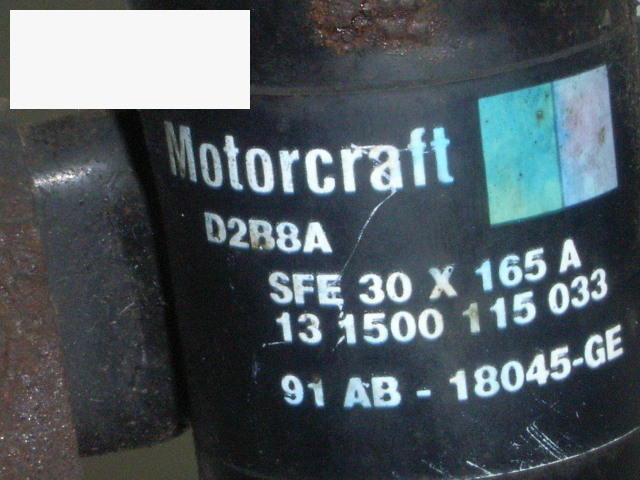 Motorcraft
D2B8A
SFE 30 X 165 A
13 1500 115 033
91 AB - 18045-GE